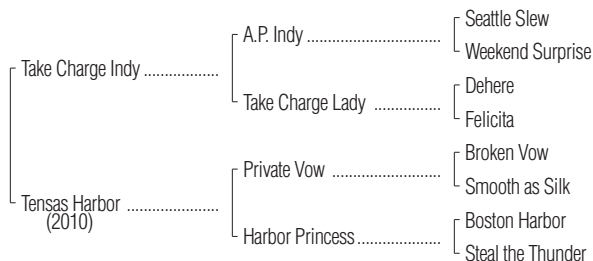 Seattle Slew
A.P. Indy ........................
Weekend Surprise
Take Charge Indy ..................
Dehere
Take Charge Lady ................
Felicita
Broken Vow
Private Vow ........................
Smooth as Silk
Tensas Harbor ......................
(2010)
Boston Harbor
Harbor Princess ....................
Steal the Thunder